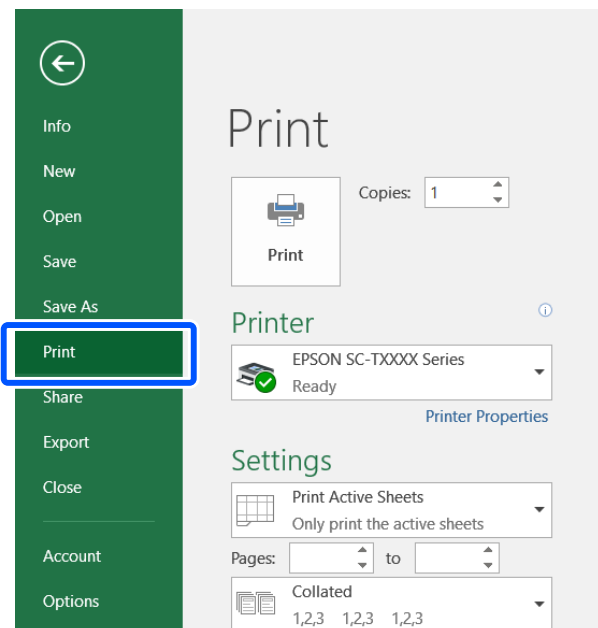 Info
New
Open
Save
Save As
Print
Share
Export
Close
Account
Options
Print
Copies: 1
Print
Printer
EPSON SC-TXXXX Series
Ready
Printer Properties
Settings
Print Active Sheets
Only print the active sheets
Pages: to
Collated
1,2,3 1,2,3 1,2,3